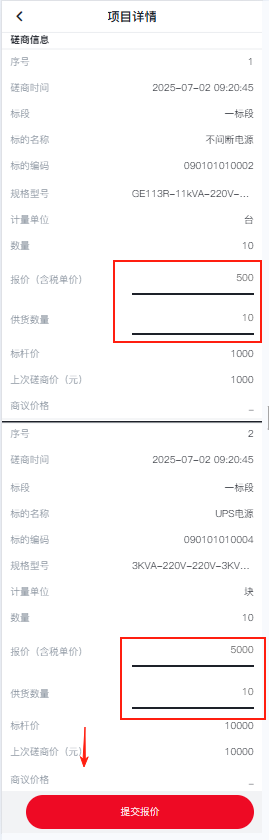 项目详情
磋商信息
序号 1
磋商时间 2025-07-02 09:20:45
标段 一标段
标的名称 不间断电源
标的编码 090101010002
规格型号 GE113R-11kVA-220V-...
计量单位 台
数量 10
报价（含税单价） 500
供货数量 10
标杆价 1000
上次磋商价（元） 1000
商议价格 _
序号 2
磋商时间 2025-07-02 09:20:45
标段 一标段
标的名称 UPS电源
标的编码 090101010004
规格型号 3KVA-220V-220V-3KV...
计量单位 块
数量 10
报价（含税单价） 5000
供货数量 10
标杆价 10000
上次磋商价（元） 10000
商议价格 _
提交报价